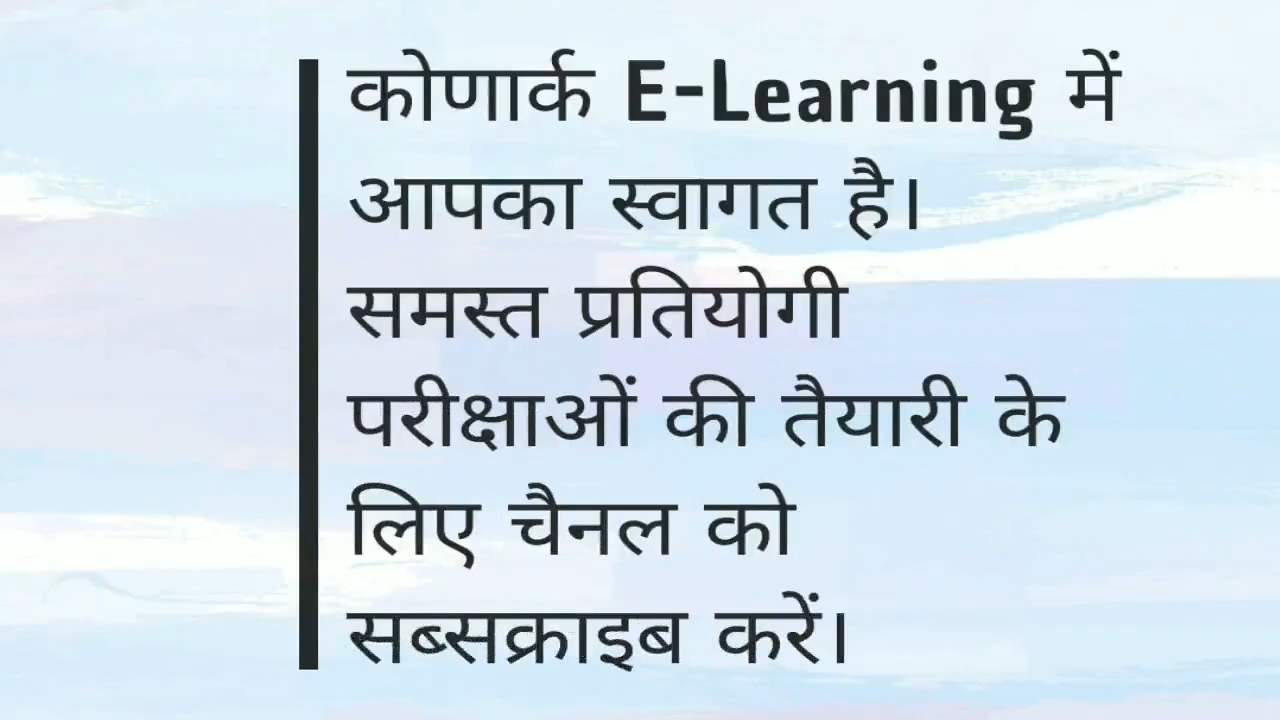 कोणार्क E-Learning में
आपका स्वागत है।
समस्त प्रतियोगी
परीक्षाओं की तैयारी के
लिए चैनल को
सब्सक्राइब करें।